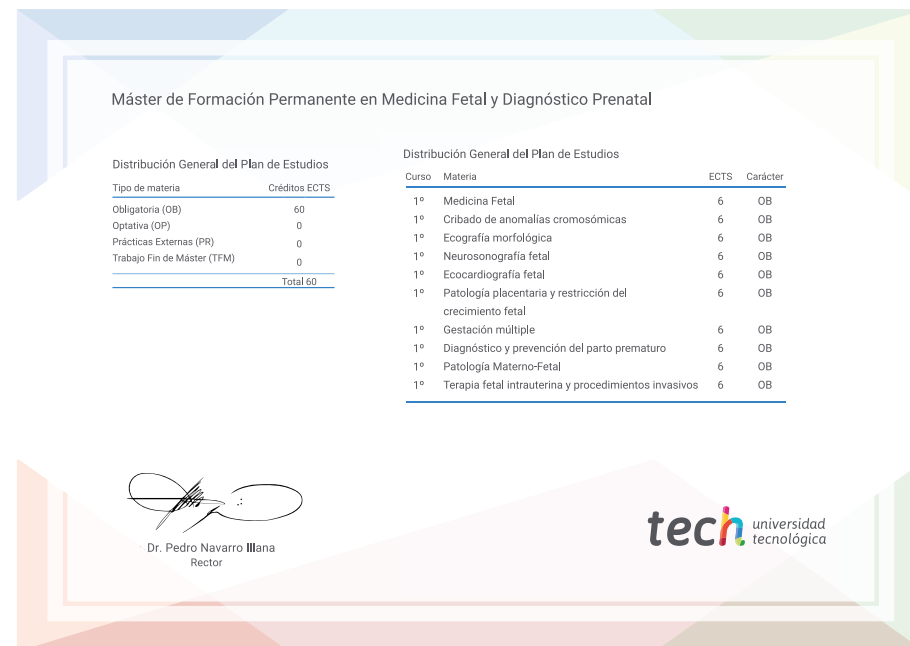 Máster de Formación Permanente en Medicina Fetal y Diagnóstico Prenatal
Distribución General del Plan de Estudios
Tipo de materia Créditos ECTS
Obligatoria (OB) 60
Optativa (OP) 0
Prácticas Externas (PR) 0
Trabajo Fin de Máster (TFM) 0
Total 60
Distribución General del Plan de Estudios
Curso Materia ECTS Carácter
1º Medicina Fetal 6 OB
1º Cribado de anomalías cromosómicas 6 OB
1º Ecografía morfológica 6 OB
1º Neurosonografía fetal 6 OB
1º Ecocardiografía fetal 6 OB
1º Patología placentaria y restricción del 6 OB
crecimiento fetal
1º Gestación múltiple 6 OB
1º Diagnóstico y prevención del parto prematuro 6 OB
1º Patología Materno-Fetal 6 OB
1º Terapia fetal intrauterina y procedimientos invasivos 6 OB
Dr. Pedro Navarro Illana
Rector
tech universidad
tecnológica